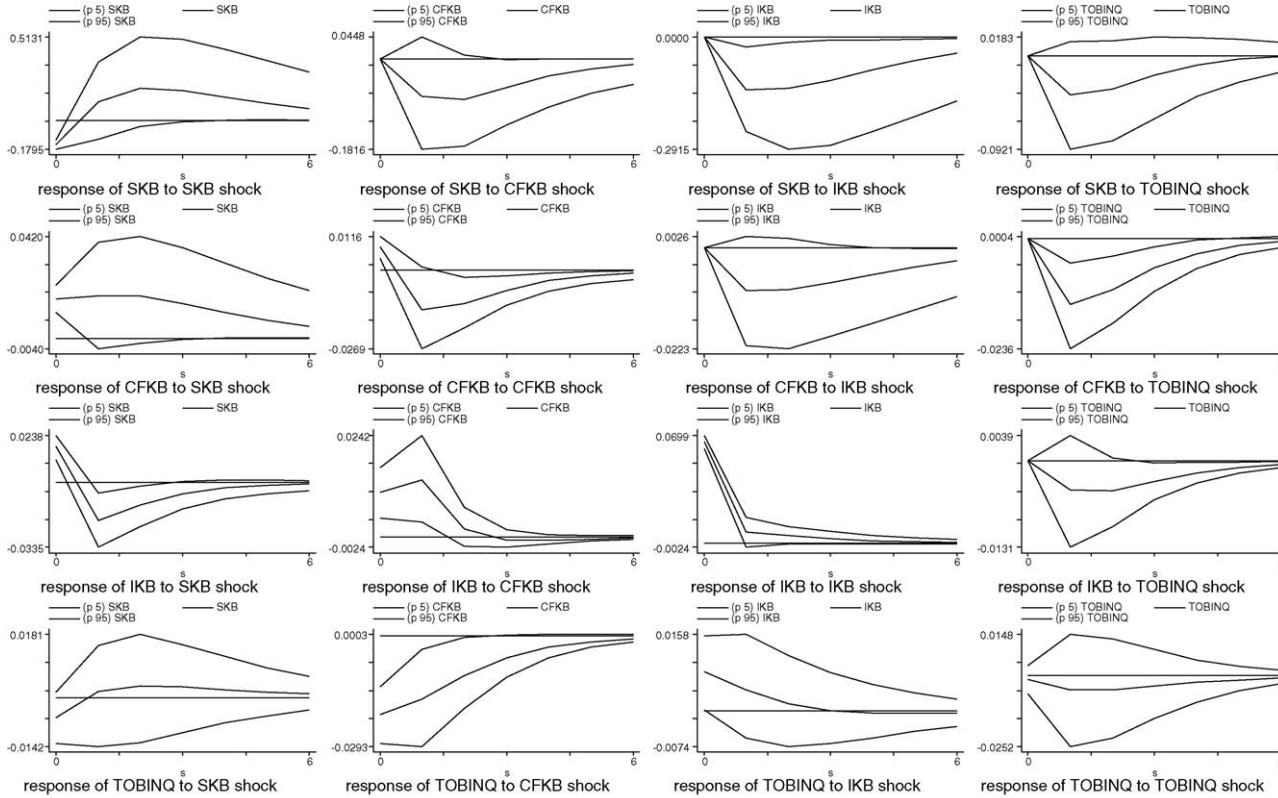 (p 5) SKB SKB
(p 95) SKB
0.5131
-0.1795
0 6
s
response of SKB to SKB shock
(p 5) CFKB CFKB
(p 95) CFKB
0.0448
-0.1816
0 6
s
response of SKB to CFKB shock
(p 5) IKB IKB
(p 95) IKB
0.0000
-0.2915
0 6
s
response of SKB to IKB shock
(p 5) TOBINQ TOBINQ
(p 95) TOBINQ
0.0183
-0.0921
0
s
response of SKB to TOBINQ shock
(p 5) SKB SKB
(p 95) SKB
0.0420
-0.0040
0 6
s
response of CFKB to SKB shock
(p 5) CFKB CFKB
(p 95) CFKB
0.0116
-0.0269
0 6
s
response of CFKB to CFKB shock
(p 5) IKB IKB
(p 95) IKB
0.0026
-0.0223
0 6
s
response of CFKB to IKB shock
(p 5) TOBINQ TOBINQ
(p 95) TOBINQ
0.0004
-0.0236
0
s
response of CFKB to TOBINQ shock
(p 5) SKB SKB
(p 95) SKB
0.0238
-0.0335
0 6
s
response of IKB to SKB shock
(p 5) CFKB CFKB
(p 95) CFKB
0.0242
-0.0024
0 6
s
response of IKB to CFKB shock
(p 5) IKB IKB
(p 95) IKB
0.0699
-0.0024
0 6
s
response of IKB to IKB shock
(p 5) TOBINQ TOBINQ
(p 95) TOBINQ
0.0039
-0.0131
0
s
response of IKB to TOBINQ shock
(p 5) SKB SKB
(p 95) SKB
0.0181
-0.0142
0 6
s
response of TOBINQ to SKB shock
(p 5) CFKB CFKB
(p 95) CFKB
0.0003
-0.0293
0 6
s
response of TOBINQ to CFKB shock
(p 5) IKB IKB
(p 95) IKB
0.0158
-0.0074
0 6
s
response of TOBINQ to IKB shock
(p 5) TOBINQ TOBINQ
(p 95) TOBINQ
0.0148
-0.0252
0
s
response of TOBINQ to TOBINQ shock